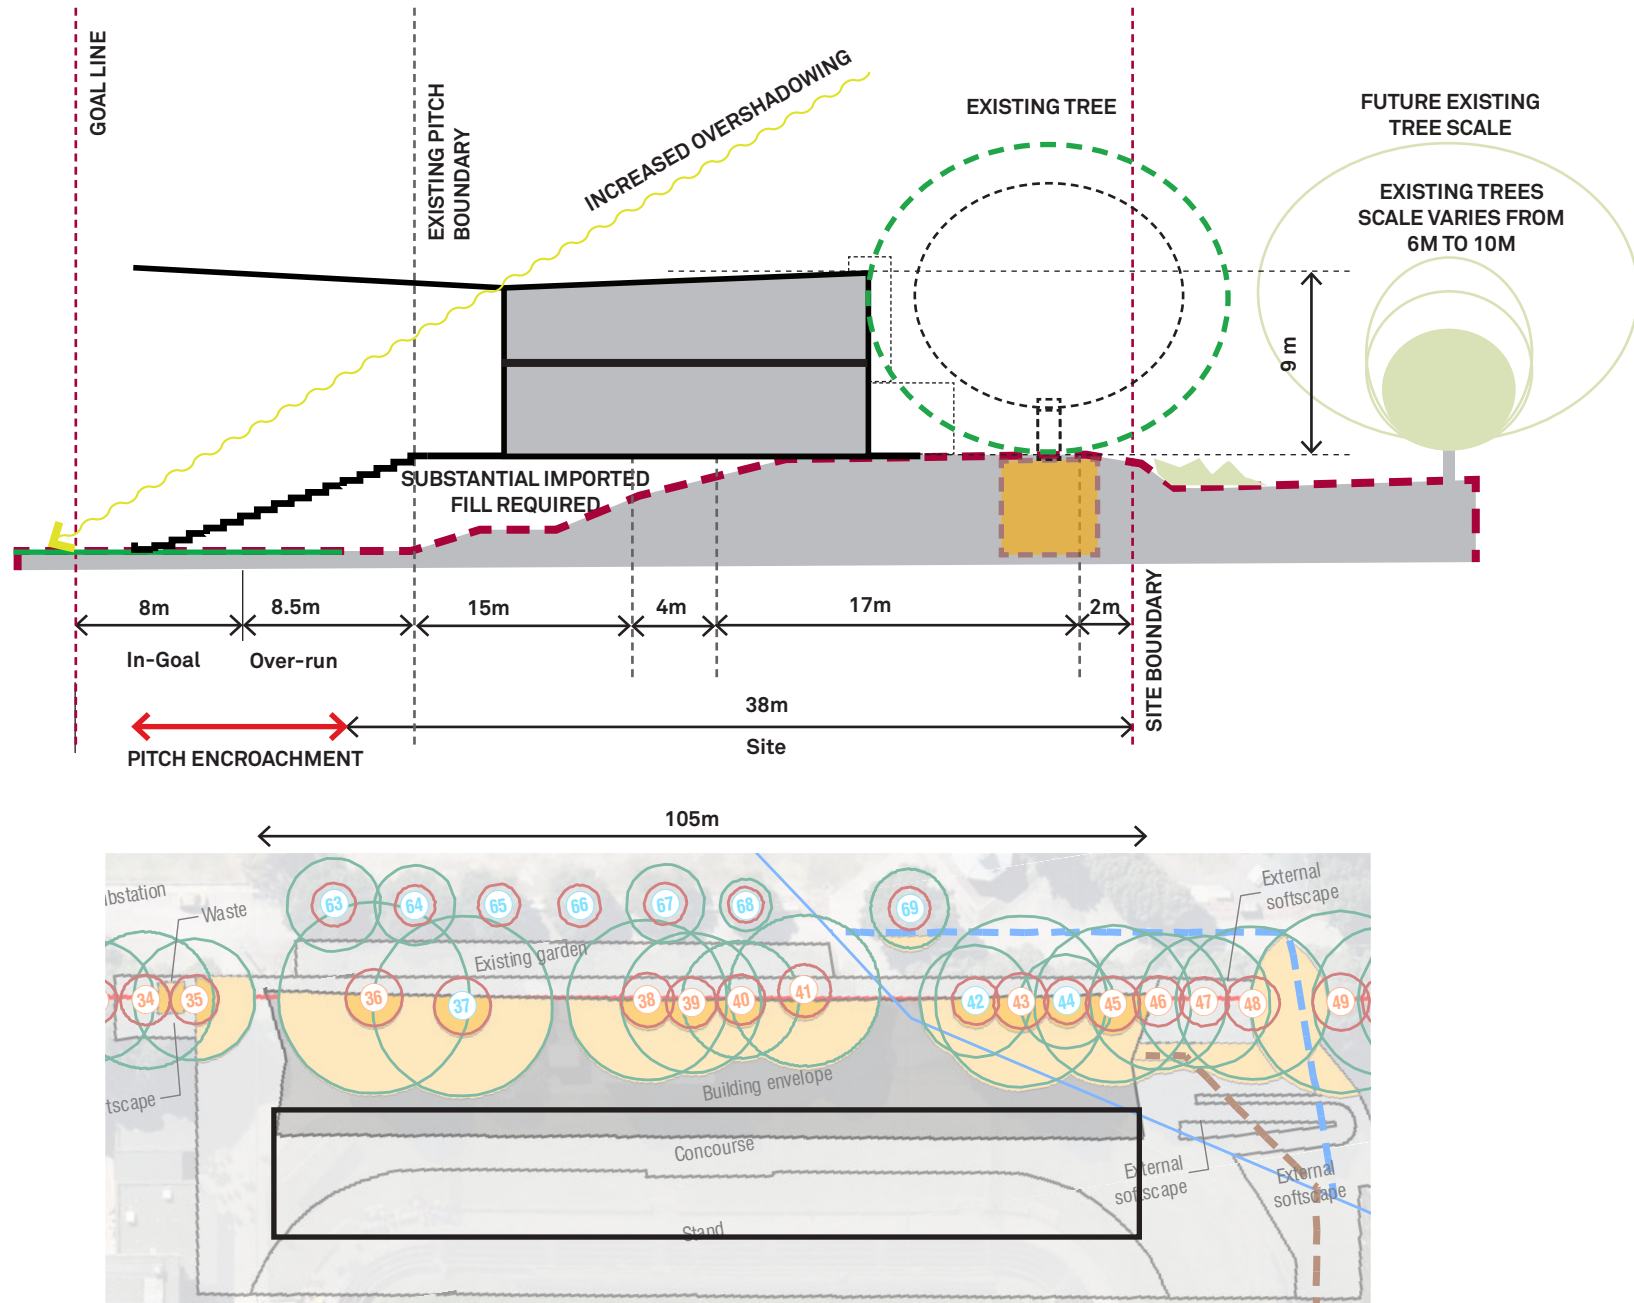 GOAL LINE
EXISTING PITCH
BOUNDARY
INCREASED OVERSHADOWING
EXISTING TREE
FUTURE EXISTING
TREE SCALE
EXISTING TREES
SCALE VARIES FROM
6M TO 10M
9 m
SUBSTANTIAL IMPORTED
FILL REQUIRED
8m
8.5m
15m
4m
17m
2m
In-Goal
Over-run
SITE BOUNDARY
38m
Site
PITCH ENCROACHMENT
105m
bstation
Waste
63
64
65
66
67
68
69
External
softscape
Existing garden
34
35
36
37
38
39
40
41
42
43
44
45
46
47
48
49
tscape
Building envelope
Concourse
External
softscape
External
softscape
Stand